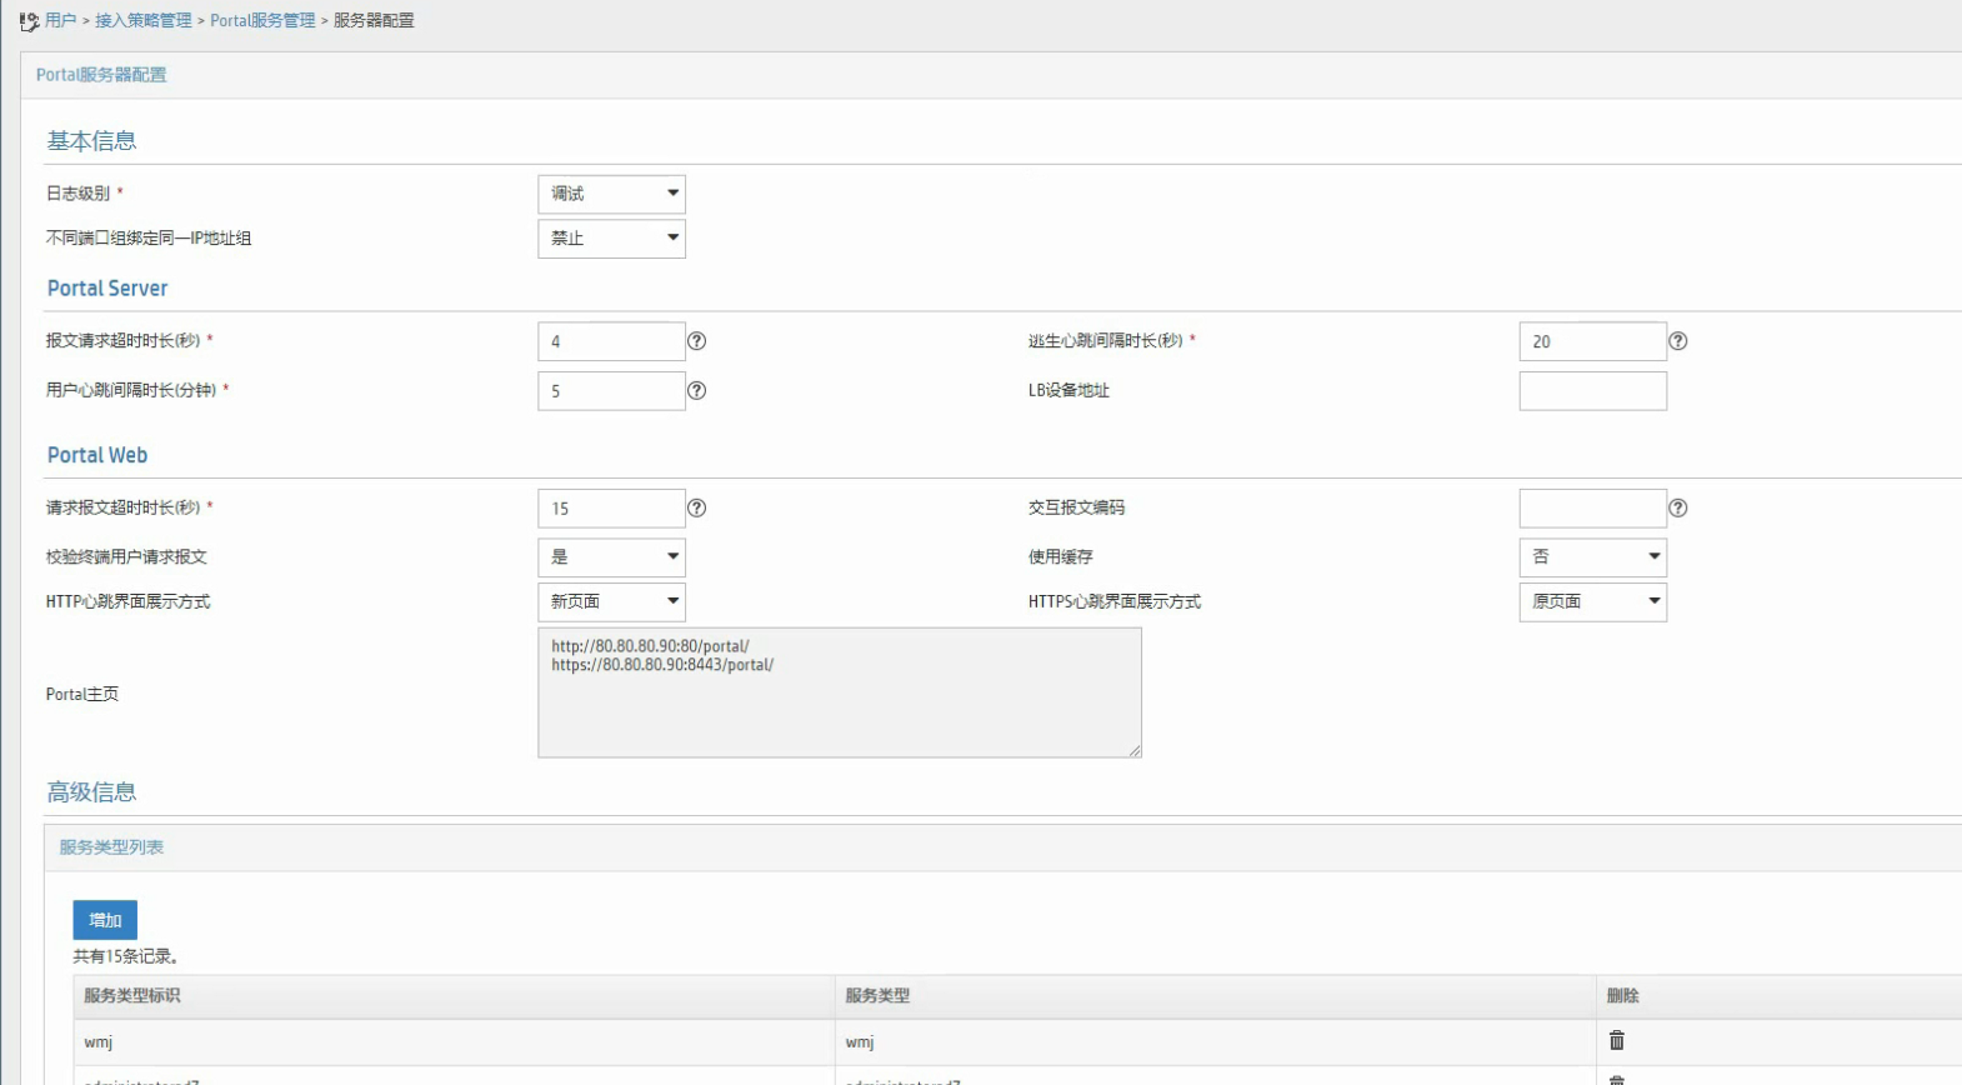 用户 > 接入策略管理 > Portal服务管理 > 服务器配置
Portal服务器配置
基本信息
日志级别 * 调试
不同端口组绑定同一IP地址组 禁止
Portal Server
报文请求超时时长(秒) * 4 逃生心跳间隔时长(秒) * 20
用户心跳间隔时长(分钟) * 5 LB设备地址
Portal Web
请求报文超时时长(秒) * 15 交互报文编码
校验终端用户请求报文 是 使用缓存 否
HTTP心跳界面展示方式 新页面 HTTPS心跳界面展示方式 原页面
http://80.80.80.90:80/portal/
https://80.80.80.90:8443/portal/
Portal主页
高级信息
服务类型列表
增加
共有15条记录。
服务类型标识 服务类型 删除
wmj wmj